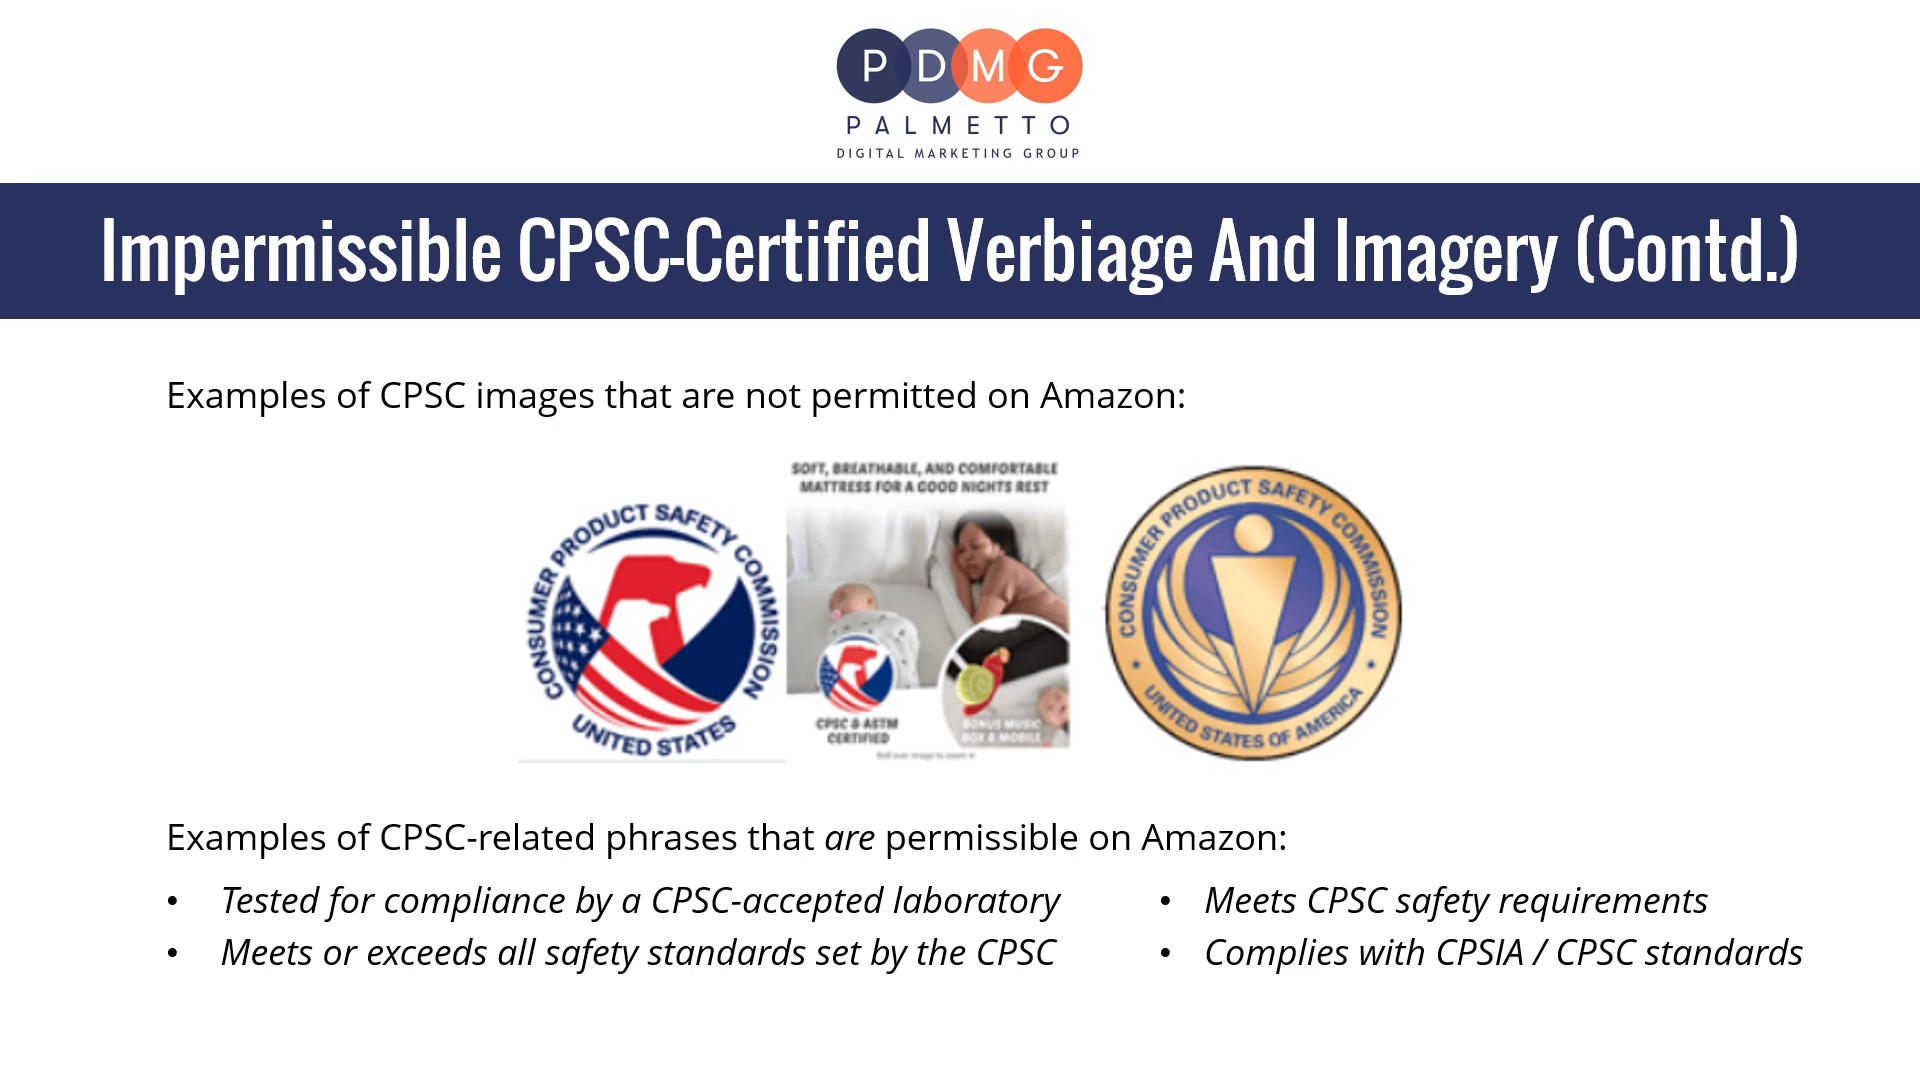 P D M G
PALMETTO
DIGITAL MARKETING GROUP
Impermissible CPSC-Certified Verbiage And Imagery (Contd.)
Examples of CPSC images that are not permitted on Amazon:
CONSUMER PRODUCT SAFETY COMMISSION
UNITED STATES
SOFT, BREATHABLE, AND COMFORTABLE
MATTRESS FOR A GOOD NIGHTS REST
CPSC & ASTM
CERTIFIED
BONUS MUSIC
BOX & MOBILE
Roll over image to zoom in
CONSUMER PRODUCT SAFETY COMMISSION
UNITED STATES OF AMERICA
Examples of CPSC-related phrases that are permissible on Amazon:
• Tested for compliance by a CPSC-accepted laboratory
• Meets or exceeds all safety standards set by the CPSC
• Meets CPSC safety requirements
• Complies with CPSIA / CPSC standards